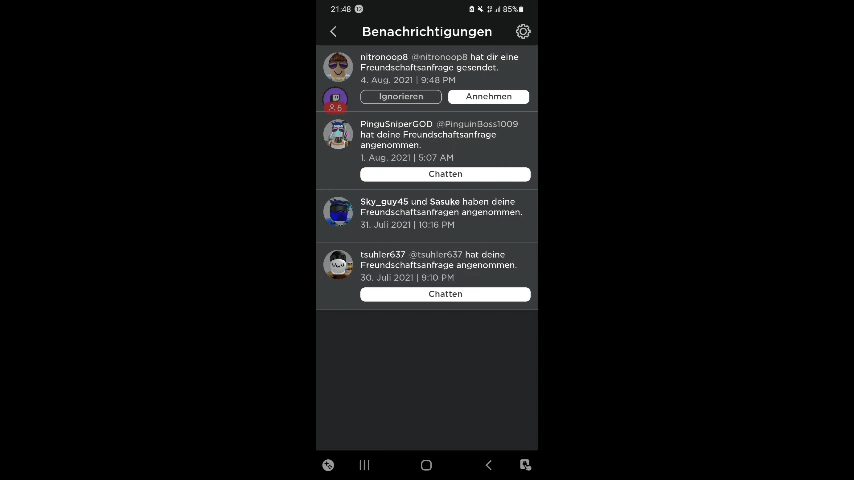 21:48
85%
Benachrichtigungen
nitronoop8 @nitronoop8 hat dir eine
Freundschaftsanfrage gesendet.
4. Aug. 2021 | 9:48 PM
Ignorieren
Annehmen
6
PinguSniperGOD @PinguinBoss1009
hat deine Freundschaftsanfrage
angenommen.
1. Aug. 2021 | 5:07 AM
Chatten
Sky_guy45 und Sasuke haben deine
Freundschaftsanfragen angenommen.
31. Juli 2021 | 10:16 PM
tsuhler637 @tsuhler637 hat deine
Freundschaftsanfrage angenommen.
30. Juli 2021 | 9:10 PM
Chatten